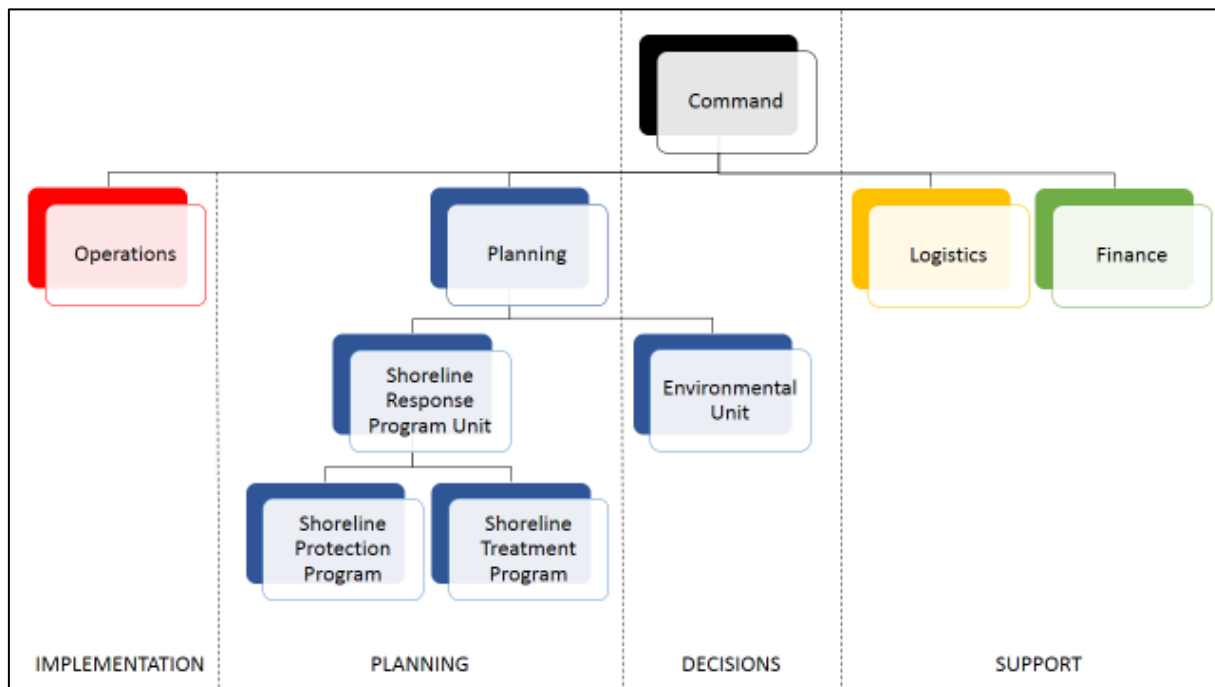 Command
Operations
Planning
Logistics
Finance
Shoreline
Response
Program Unit
Environmental
Unit
Shoreline
Protection
Program
Shoreline
Treatment
Program
IMPLEMENTATION
PLANNING
DECISIONS
SUPPORT